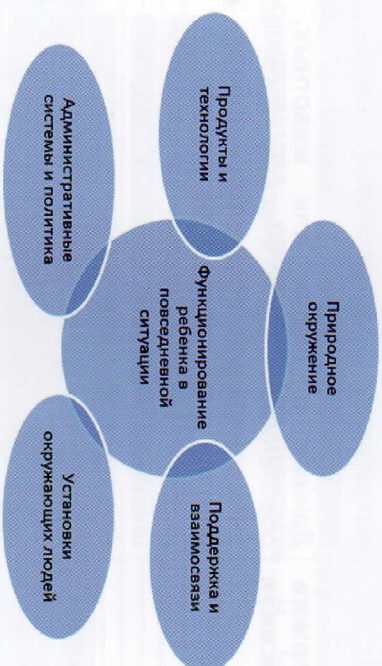 Природное
окружение
Продукты и
технологии
Поддержка и
взаимосвязи
Функционирование
ребенка в
повседневной
ситуации
Административные
системы и политика
Установки
окружающих людей